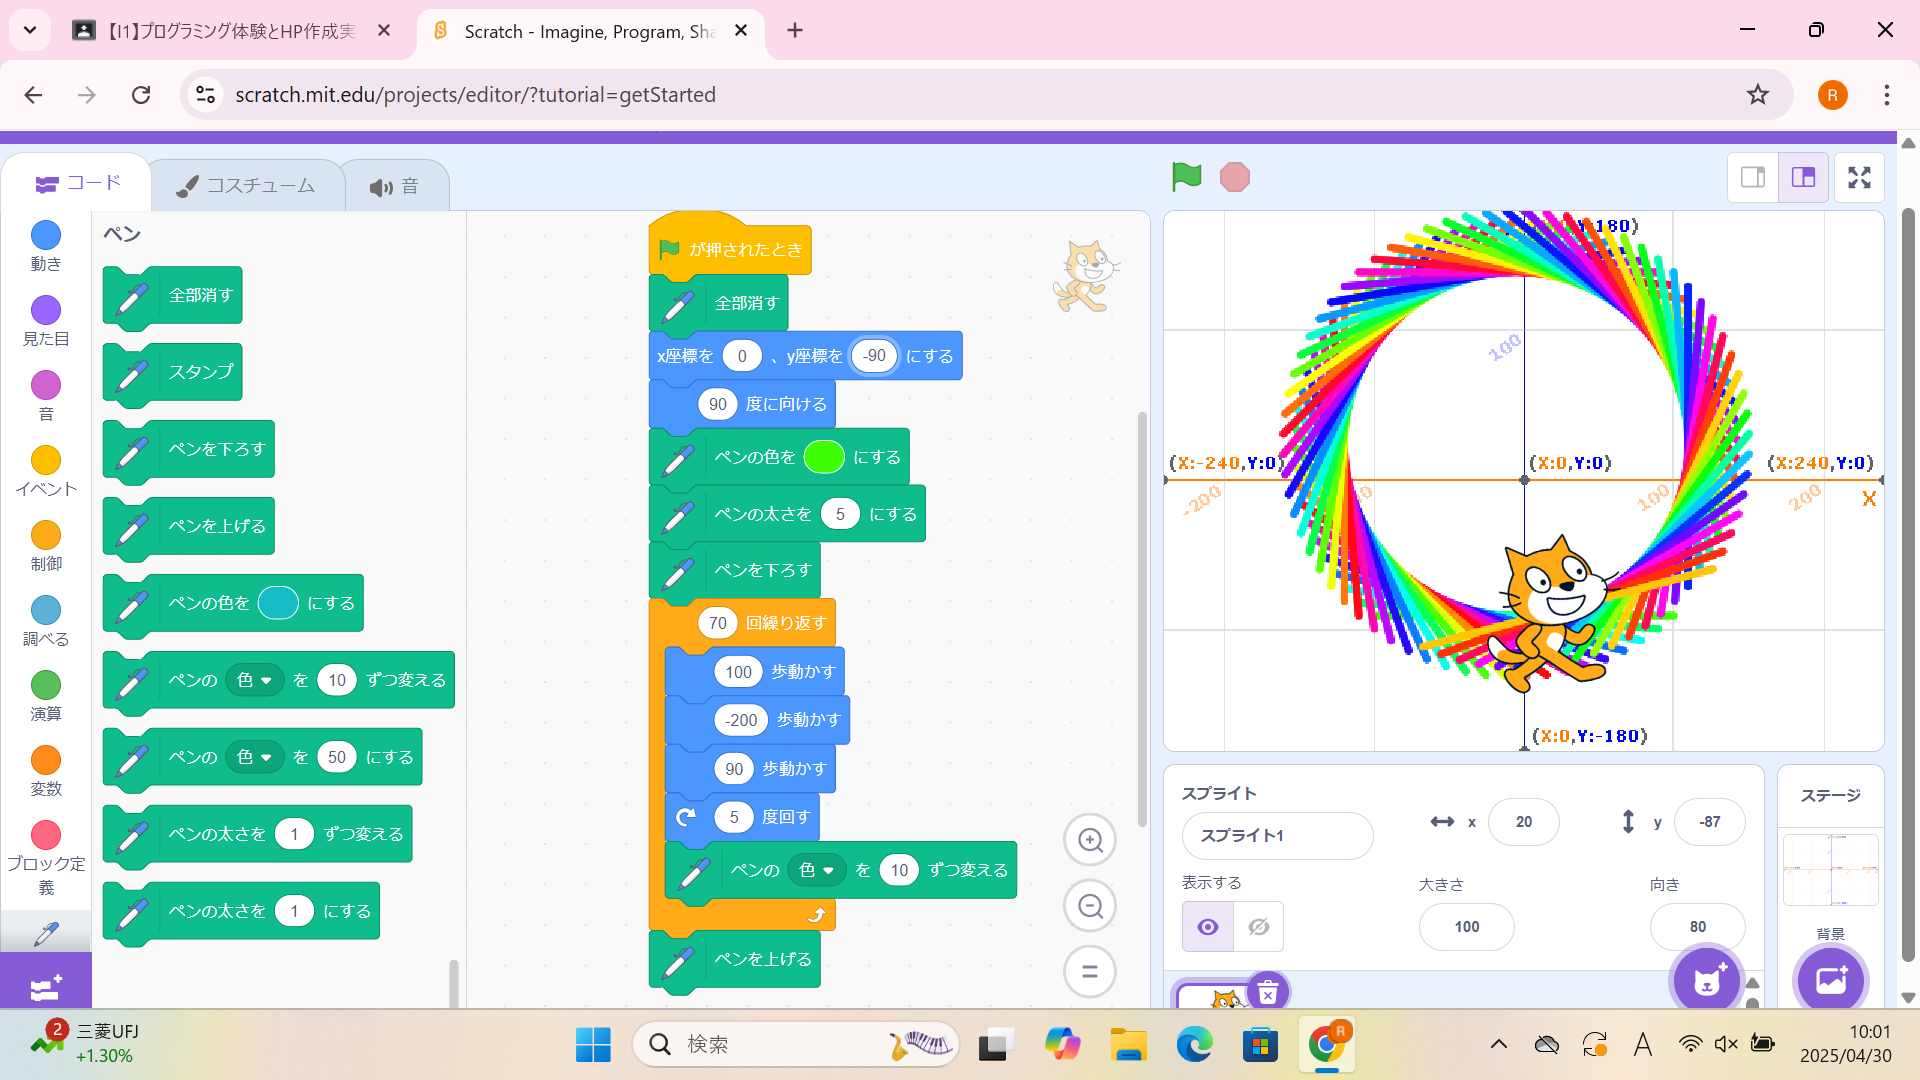 【I1】プログラミング体験とHP作成実
Scratch - Imagine, Program, Sha
scratch.mit.edu/projects/editor/?tutorial=getStarted
R
コード
コスチューム
音
動き
見た目
音
イベント
制御
調べる
演算
変数
ブロック定
義
ペン
全部消す
スタンプ
ペンを下ろす
ペンを上げる
ペンの色を にする
ペンの 色 を 10 ずつ変える
ペンの 色 を 50 にする
ペンの太さを 1 ずつ変える
ペンの太さを 1 にする
が押されたとき
全部消す
x座標を 0 、y座標を -90 にする
90 度に向ける
ペンの色を にする
ペンの太さを 5 にする
ペンを下ろす
70 回繰り返す
100 歩動かす
-200 歩動かす
90 歩動かす
5 度回す
ペンの 色 を 10 ずつ変える
ペンを上げる
100
(X:-240,Y:0)
(X:0,Y:0)
(X:240,Y:0)
-200
100
200
X
(X:0,Y:-180)
スプライト
スプライト1
x 20
y -87
表示する
大きさ
100
向き
80
ステージ
背景
2
三菱UFJ
+1.30%
検索
R
A
10:01
2025/04/30